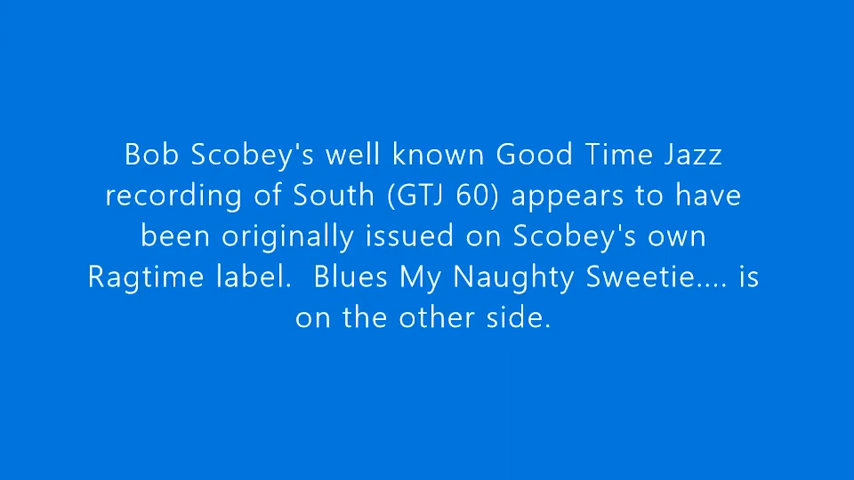 Bob Scobey's well known Good Time Jazz
recording of South (GTJ 60) appears to have
been originally issued on Scobey's own
Ragtime label.  Blues My Naughty Sweetie.... is
on the other side.